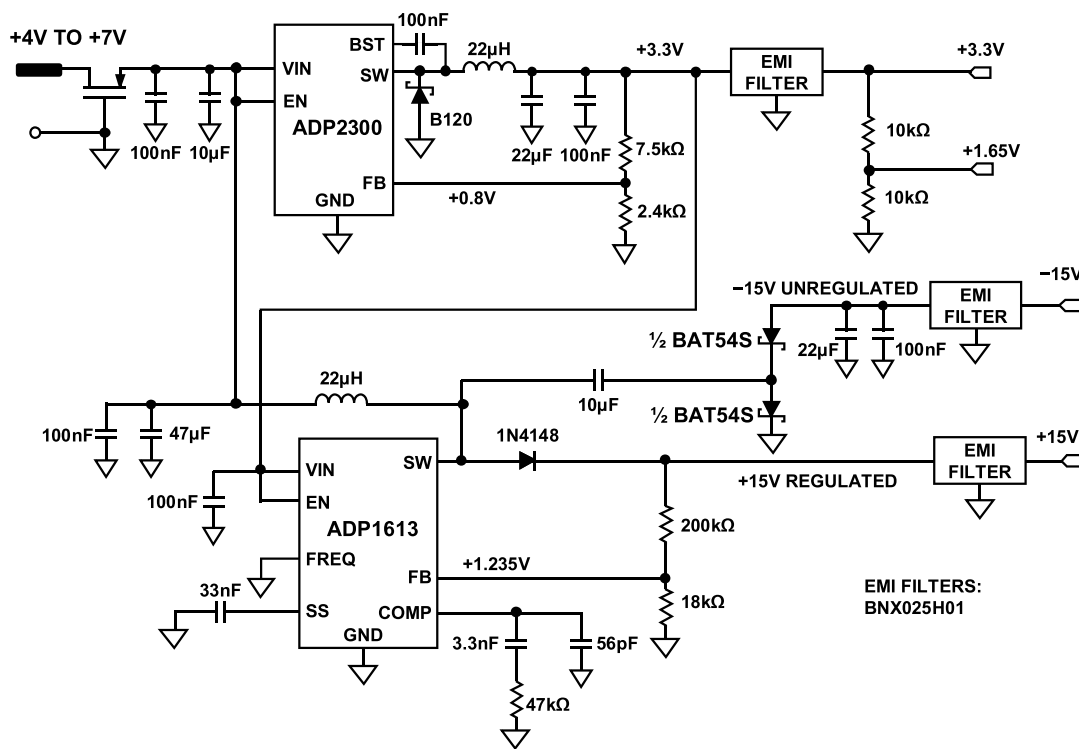 +4V TO +7V
100nF
10µF
VIN
EN
BST
SW
ADP2300
FB
GND
100nF
22µH
B120
22µF
100nF
+3.3V
7.5kΩ
+0.8V
2.4kΩ
EMI
FILTER
+3.3V
10kΩ
+1.65V
10kΩ
−15V UNREGULATED
EMI
FILTER
−15V
½ BAT54S
22µF
100nF
½ BAT54S
22µH
10µF
100nF
47µF
1N4148
100nF
VIN
EN
SW
ADP1613
FREQ
FB
SS
COMP
GND
33nF
+15V REGULATED
EMI
FILTER
+15V
200kΩ
+1.235V
18kΩ
3.3nF
56pF
47kΩ
EMI FILTERS:
BNX025H01